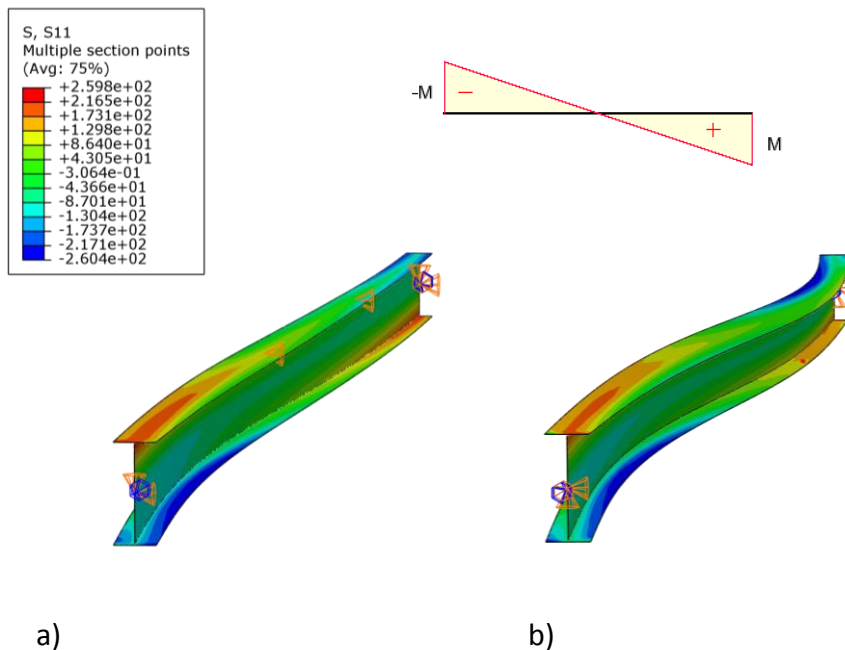 S, S11
Multiple section points
(Avg: 75%)
+2.598e+02
+2.165e+02
+1.731e+02
+1.298e+02
+8.640e+01
+4.305e+01
-3.064e-01
-4.366e+01
-8.701e+01
-1.304e+02
-1.737e+02
-2.171e+02
-2.604e+02
-M
−
+
M
a)
b)